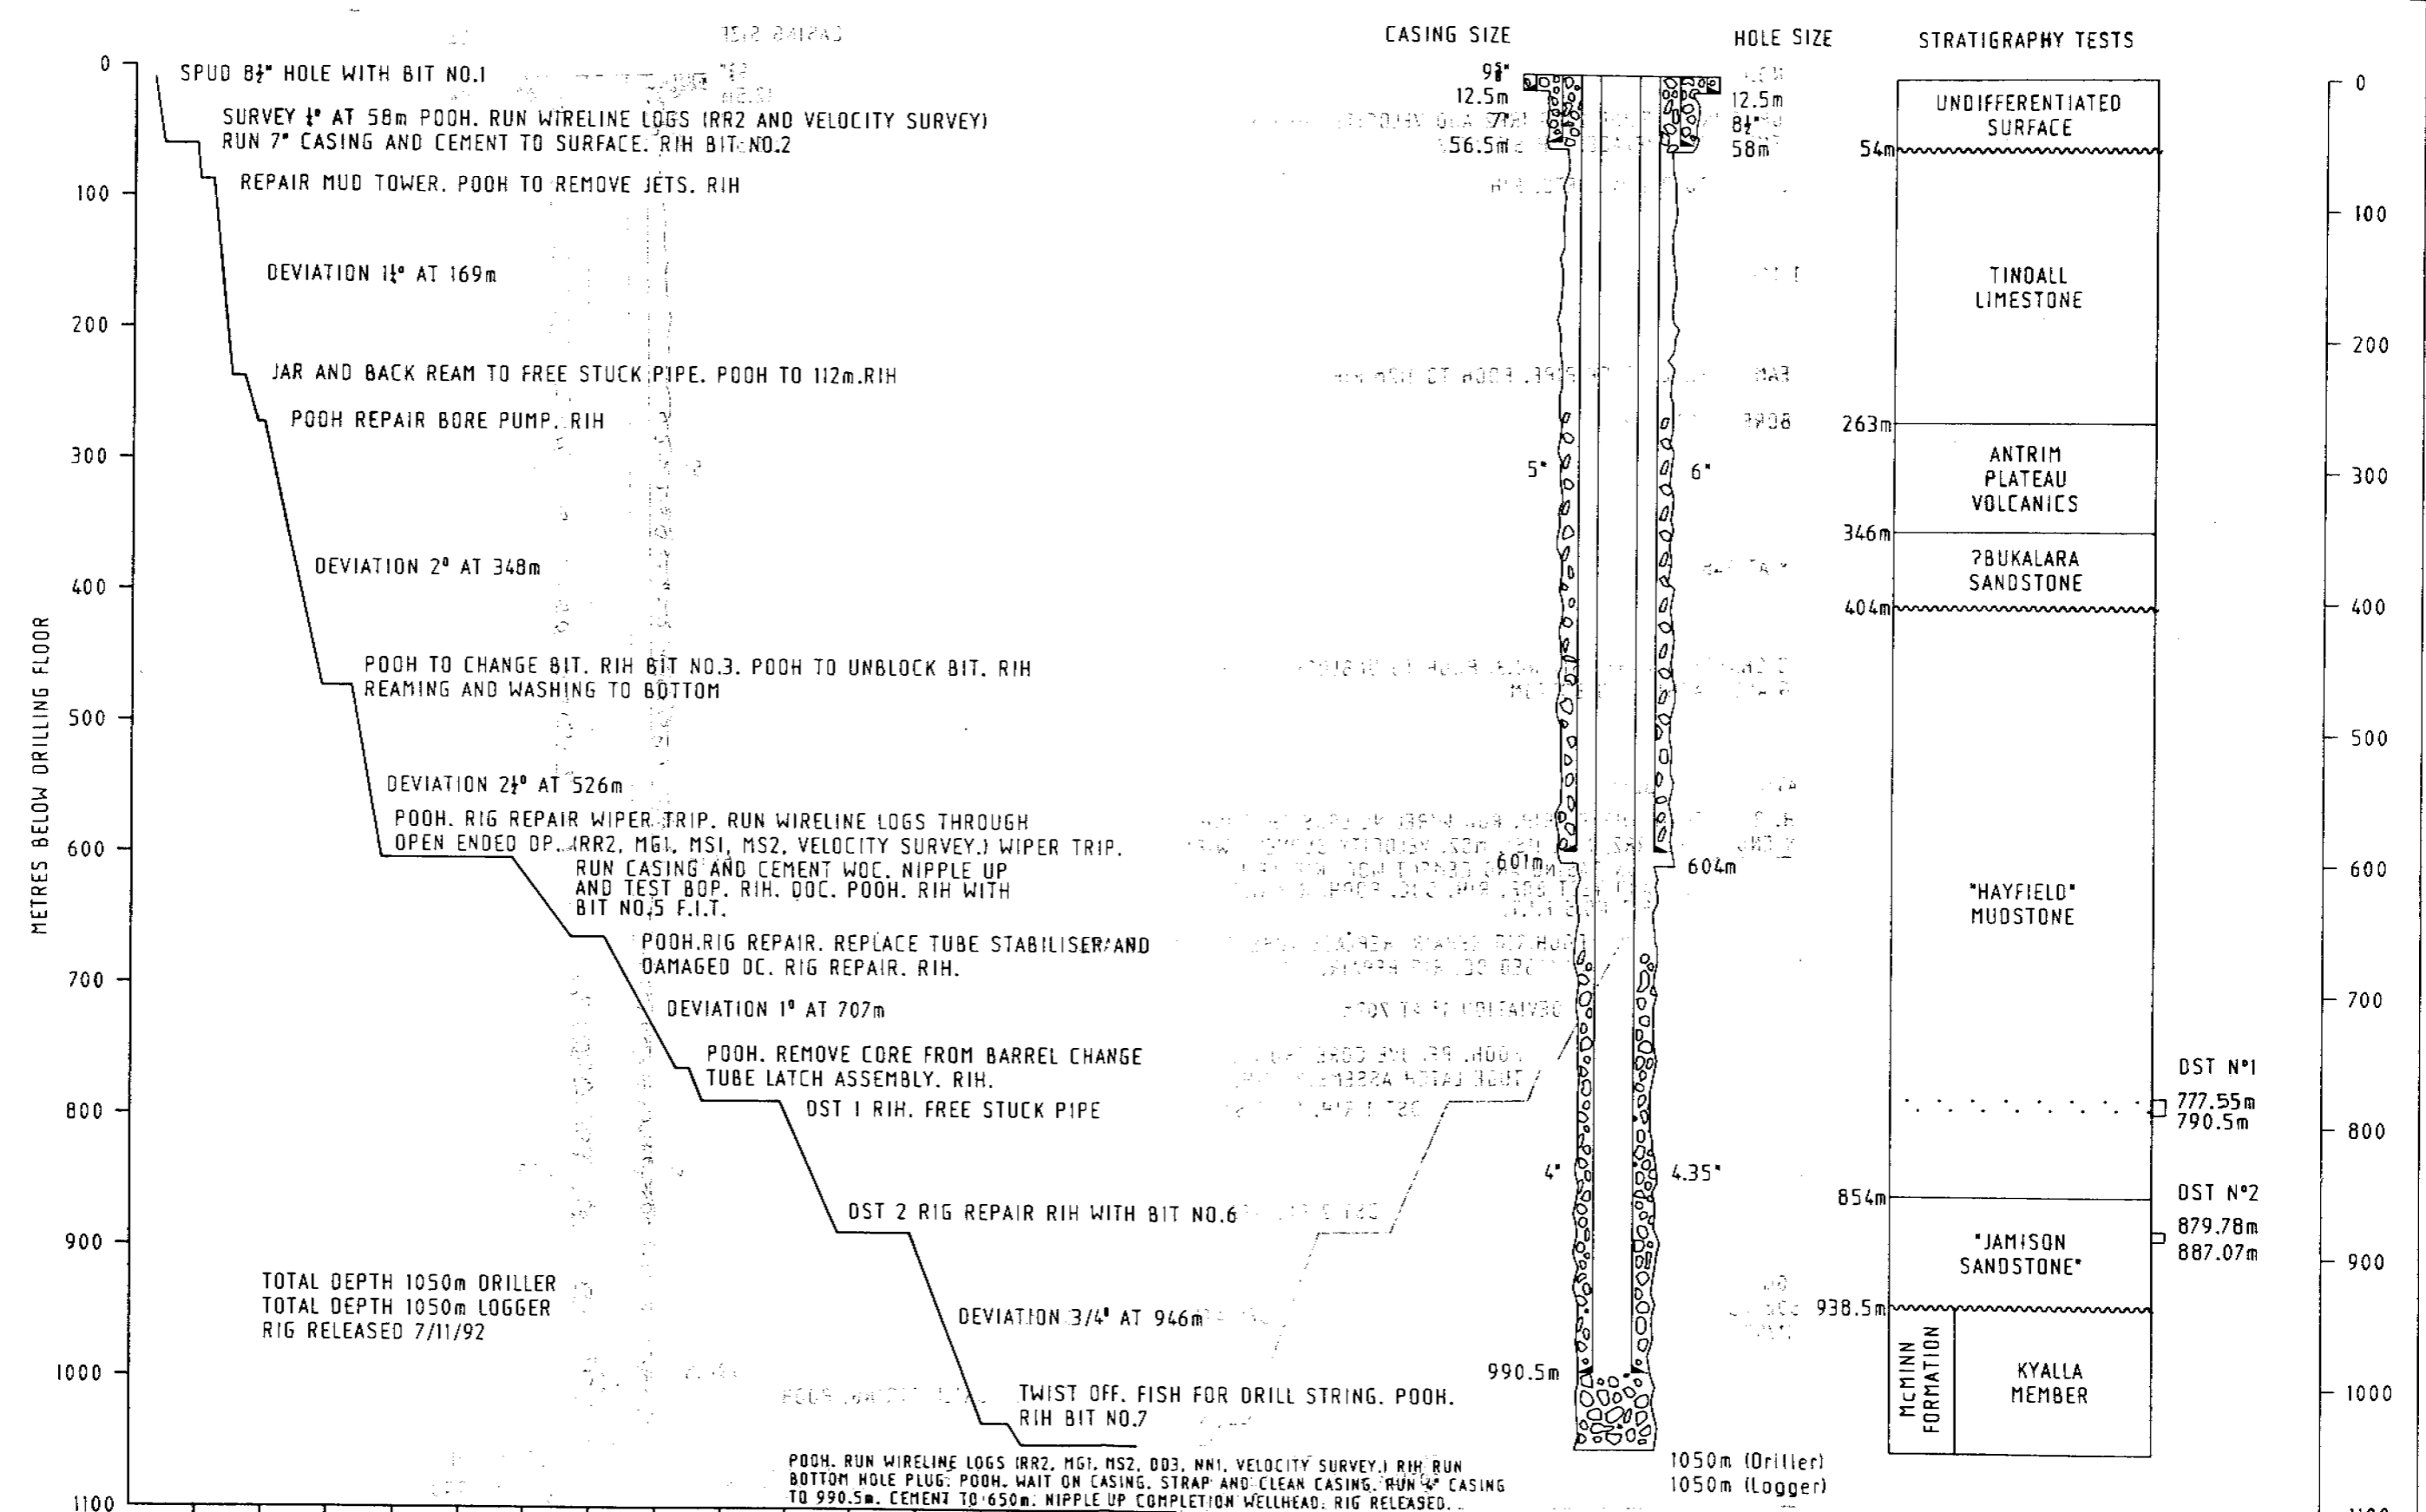 CASING SIZE
HOLE SIZE
STRATIGRAPHY TESTS
METRES BELOW DRILLING FLOOR
0
100
200
300
400
500
600
700
800
900
1000
1100
SPUD 8½" HOLE WITH BIT NO.1
SURVEY ¼° AT 58m POOH. RUN WIRELINE LOGS (RR2 AND VELOCITY SURVEY)
RUN 7" CASING AND CEMENT TO SURFACE. RIH BIT NO.2
REPAIR MUD TOWER. POOH TO REMOVE JETS. RIH
DEVIATION 1¼° AT 169m
JAR AND BACK REAM TO FREE STUCK PIPE. POOH TO 112m.RIH
POOH REPAIR BORE PUMP. RIH
DEVIATION 2° AT 348m
POOH TO CHANGE BIT. RIH BIT NO.3. POOH TO UNBLOCK BIT. RIH
REAMING AND WASHING TO BOTTOM
DEVIATION 2½° AT 526m
POOH. RIG REPAIR WIPER TRIP. RUN WIRELINE LOGS THROUGH
OPEN ENDED DP. (RR2, MG1, MS1, MS2, VELOCITY SURVEY.) WIPER TRIP.
RUN CASING AND CEMENT WOC. NIPPLE UP
AND TEST BOP. RIH. DOC. POOH. RIH WITH
BIT NO.5 F.I.T.
POOH.RIG REPAIR. REPLACE TUBE STABILISER AND
DAMAGED DC. RIG REPAIR. RIH.
DEVIATION 1° AT 707m
POOH. REMOVE CORE FROM BARREL CHANGE
TUBE LATCH ASSEMBLY. RIH.
DST 1 RIH. FREE STUCK PIPE
DST 2 RIG REPAIR RIH WITH BIT NO.6
DEVIATION 3/4° AT 946m
TWIST OFF. FISH FOR DRILL STRING. POOH.
RIH BIT NO.7
POOH. RUN WIRELINE LOGS (RR2, MG1, MS2, DD3, NN1, VELOCITY SURVEY.) RIH RUN
BOTTOM HOLE PLUG. POOH. WAIT ON CASING. STRAP AND CLEAN CASING. RUN 4" CASING
TO 990.5m. CEMENT TO 650m. NIPPLE UP COMPLETION WELLHEAD. RIG RELEASED.
TOTAL DEPTH 1050m DRILLER
TOTAL DEPTH 1050m LOGGER
RIG RELEASED 7/11/92
9⅝"
12.5m
7"
56.5m
12.5m
8½"
58m
5"
6"
601m
604m
4"
4.35"
990.5m
1050m (Driller)
1050m (Logger)
UNDIFFERENTIATED
SURFACE
54m
TINDALL
LIMESTONE
263m
ANTRIM
PLATEAU
VOLCANICS
346m
?BUKALARA
SANDSTONE
404m
"HAYFIELD"
MUDSTONE
854m
"JAMISON
SANDSTONE"
938.5m
McMINN
FORMATION
KYALLA
MEMBER
DST Nº1
777.55m
790.5m
DST Nº2
879.78m
887.07m
0
100
200
300
400
500
600
700
800
900
1000